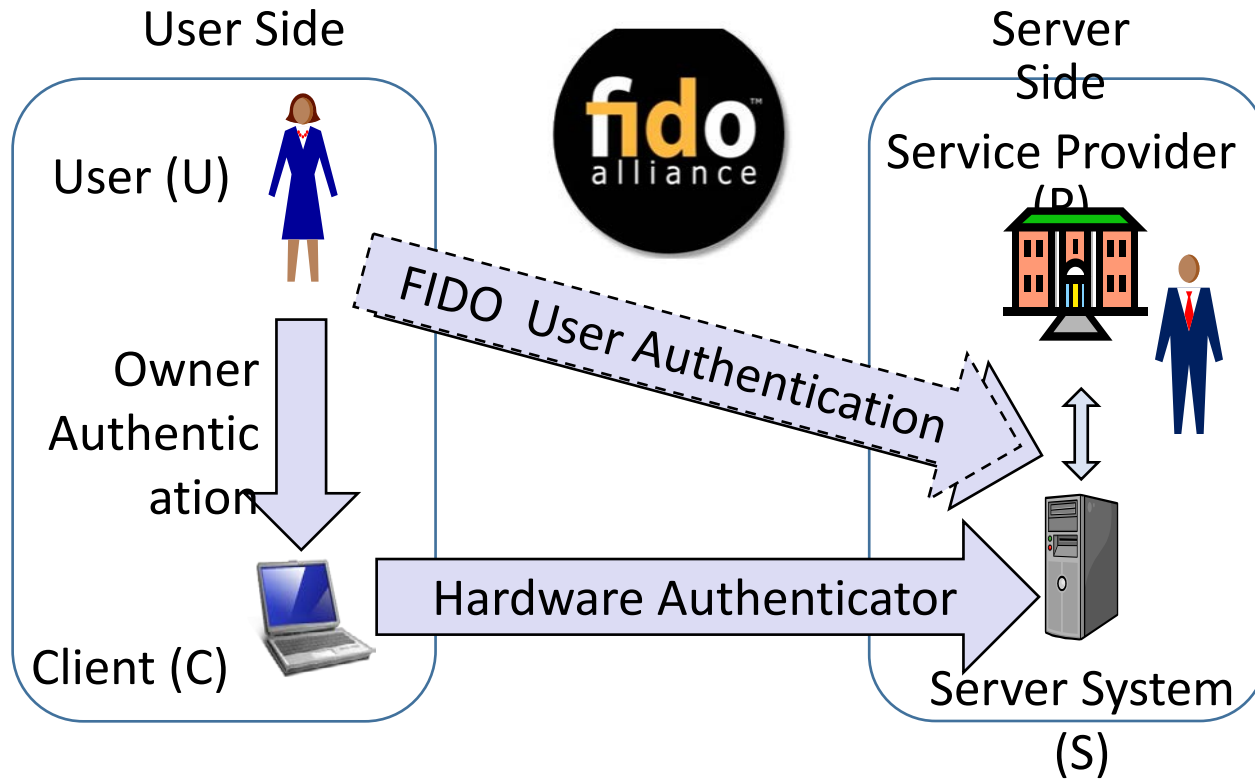 User Side
Server
Side
fido™
alliance
User (U)
Service Provider
(P)
FIDO User Authentication
Owner
Authentic
ation
Hardware Authenticator
Client (C)
Server System
(S)